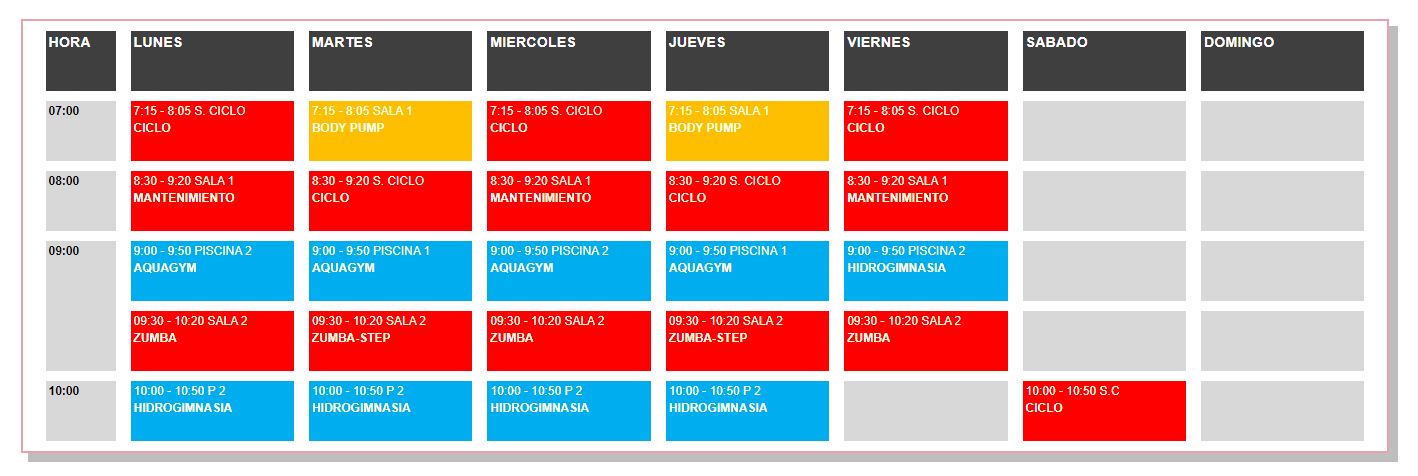 HORA LUNES MARTES MIERCOLES JUEVES VIERNES SABADO DOMINGO
07:00 7:15 - 8:05 S. CICLO 7:15 - 8:05 SALA 1 7:15 - 8:05 S. CICLO 7:15 - 8:05 SALA 1 7:15 - 8:05 S. CICLO
CICLO BODY PUMP CICLO BODY PUMP CICLO
08:00 8:30 - 9:20 SALA 1 8:30 - 9:20 S. CICLO 8:30 - 9:20 SALA 1 8:30 - 9:20 S. CICLO 8:30 - 9:20 SALA 1
MANTENIMIENTO CICLO MANTENIMIENTO CICLO MANTENIMIENTO
09:00 9:00 - 9:50 PISCINA 2 9:00 - 9:50 PISCINA 1 9:00 - 9:50 PISCINA 2 9:00 - 9:50 PISCINA 1 9:00 - 9:50 PISCINA 2
AQUAGYM AQUAGYM AQUAGYM AQUAGYM HIDROGIMNASIA
09:30 - 10:20 SALA 2 09:30 - 10:20 SALA 2 09:30 - 10:20 SALA 2 09:30 - 10:20 SALA 2 09:30 - 10:20 SALA 2
ZUMBA ZUMBA-STEP ZUMBA ZUMBA-STEP ZUMBA
10:00 10:00 - 10:50 P 2 10:00 - 10:50 P 2 10:00 - 10:50 P 2 10:00 - 10:50 P 2 10:00 - 10:50 S.C
HIDROGIMNASIA HIDROGIMNASIA HIDROGIMNASIA HIDROGIMNASIA CICLO